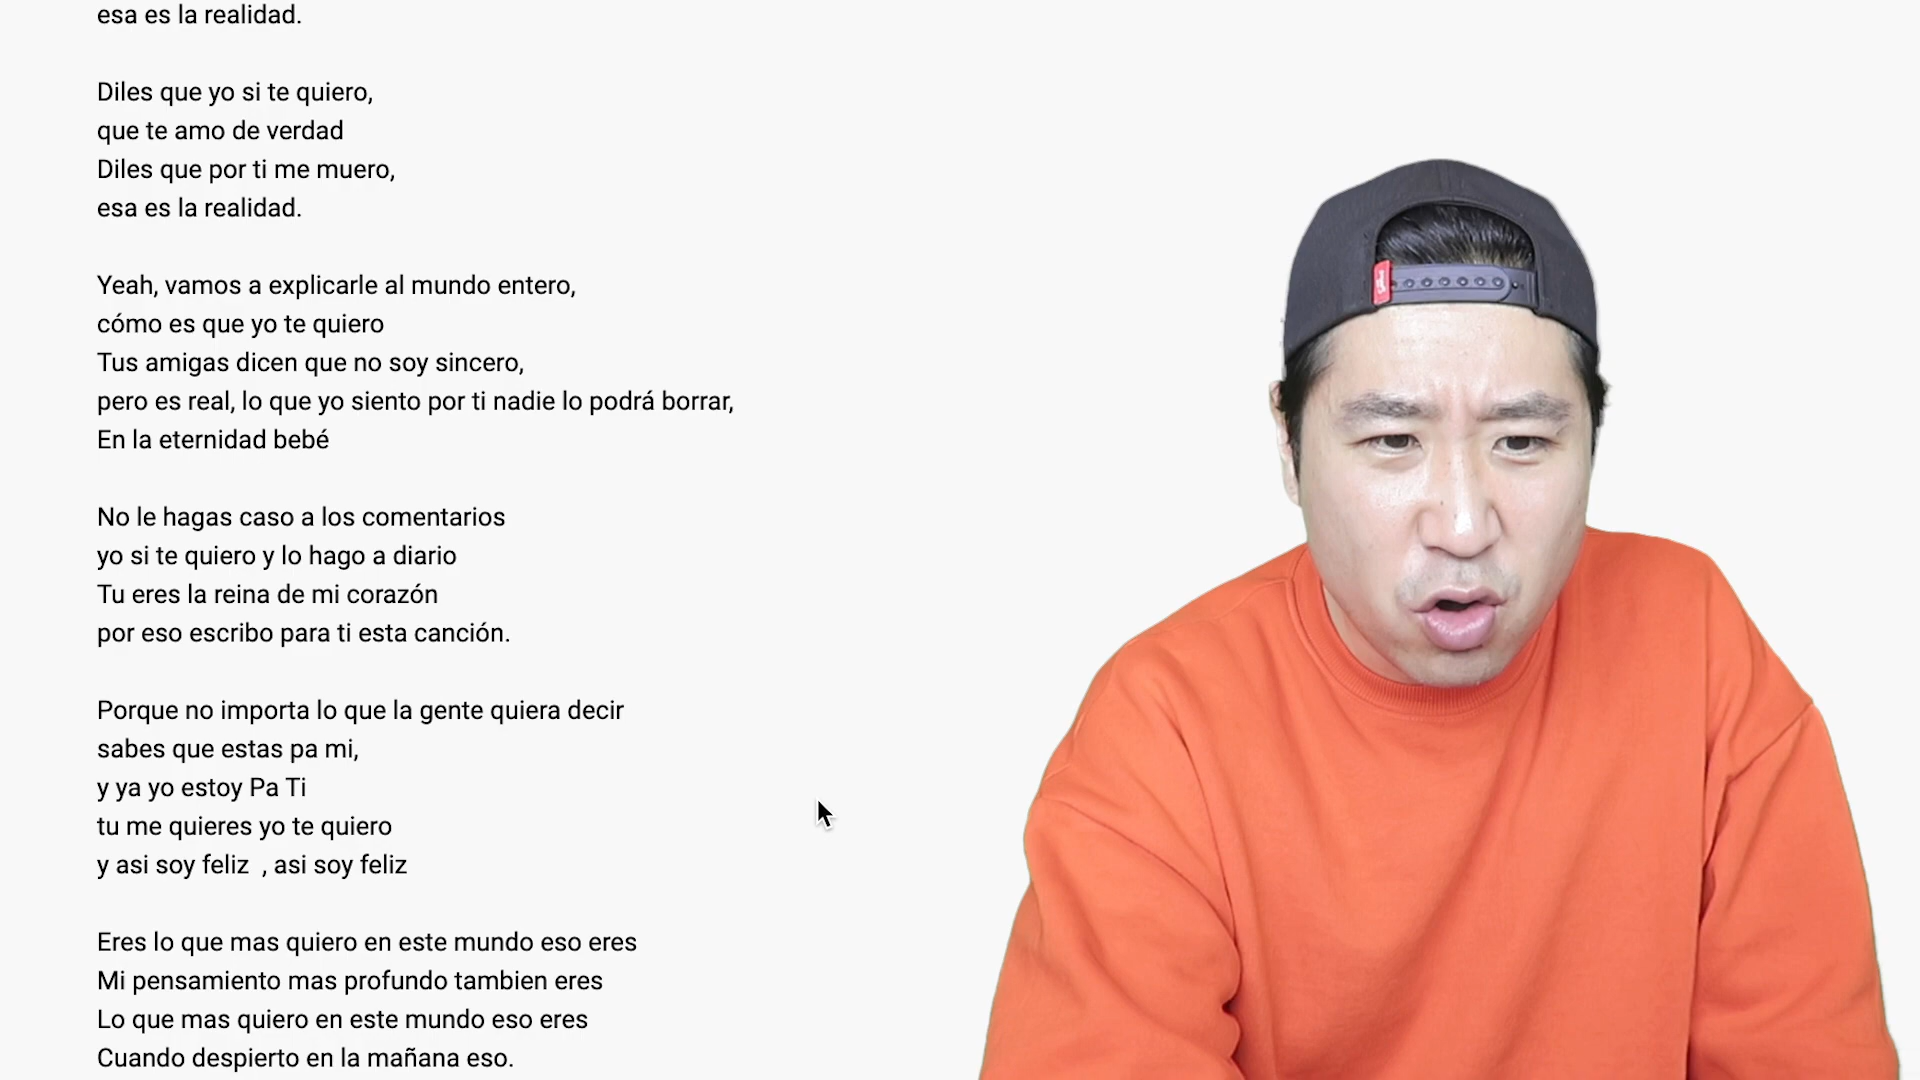 esa es la realidad.
Diles que yo si te quiero,
que te amo de verdad
Diles que por ti me muero,
esa es la realidad.
Yeah, vamos a explicarle al mundo entero,
cómo es que yo te quiero
Tus amigas dicen que no soy sincero,
pero es real, lo que yo siento por ti nadie lo podrá borrar,
En la eternidad bebé
No le hagas caso a los comentarios
yo si te quiero y lo hago a diario
Tu eres la reina de mi corazón
por eso escribo para ti esta canción.
Porque no importa lo que la gente quiera decir
sabes que estas pa mi,
y ya yo estoy Pa Ti
tu me quieres yo te quiero
y asi soy feliz  , asi soy feliz
Eres lo que mas quiero en este mundo eso eres
Mi pensamiento mas profundo tambien eres
Lo que mas quiero en este mundo eso eres
Cuando despierto en la mañana eso.